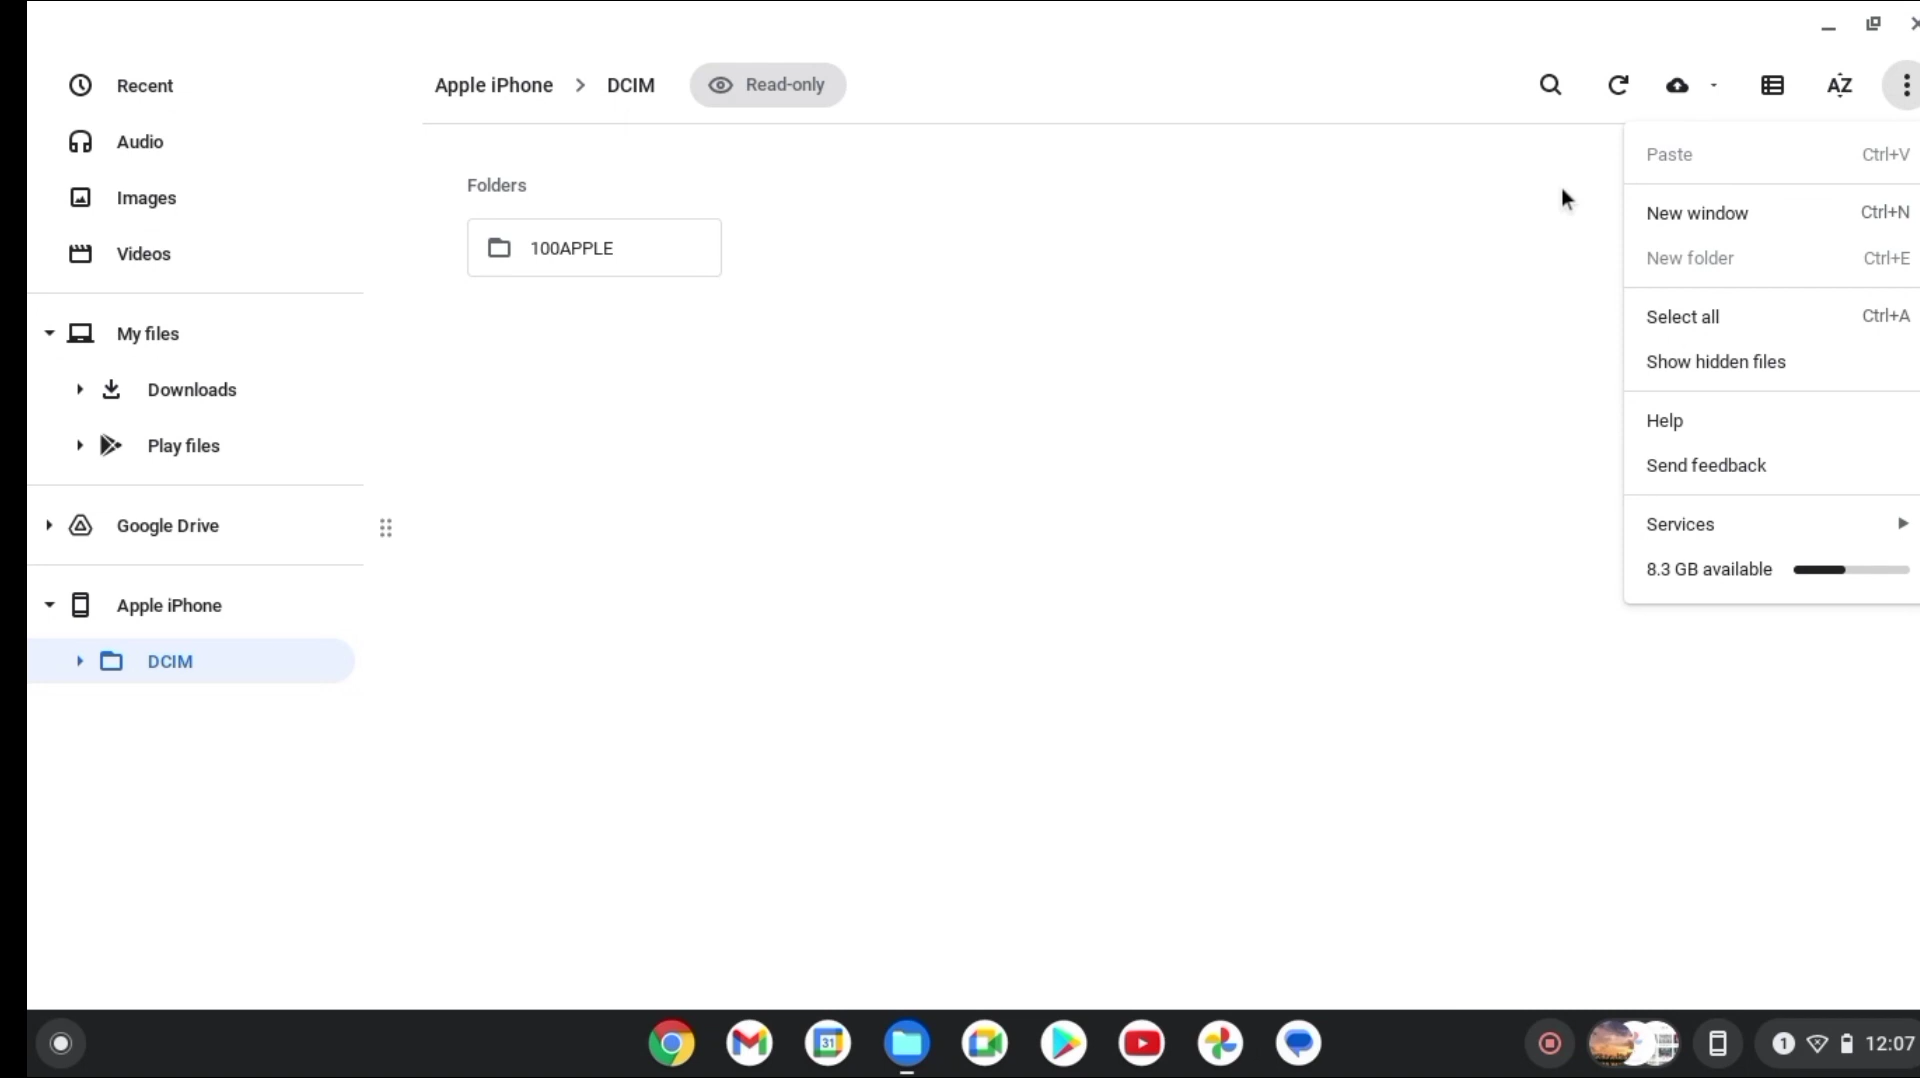 Recent
Audio
Images
Videos
My files
Downloads
Play files
Google Drive
Apple iPhone
DCIM
Apple iPhone > DCIM Read-only
AZ
Folders
100APPLE
Paste Ctrl+V
New window Ctrl+N
New folder Ctrl+E
Select all Ctrl+A
Show hidden files
Help
Send feedback
Services
8.3 GB available
31
1 12:07